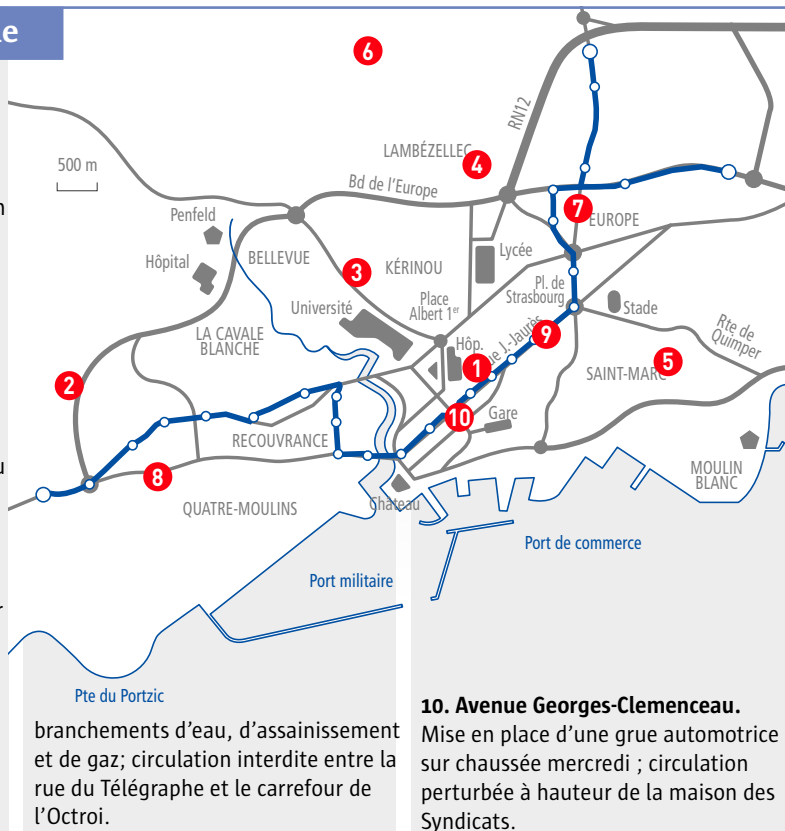 e
6
RN12
LAMBÉZELLEC
4
500 m
Bd de l'Europe
7
EUROPE
Penfeld
Hôpital
BELLEVUE
3
KÉRINOU
Lycée
Place
Albert 1er
Pl. de
Strasbourg
Université
Stade
LA CAVALE
BLANCHE
Hôp.
ue J.-Jaurès
9
Rte de
Quimper
1
5
SAINT-MARC
2
10
Gare
RECOUVRANCE
8
MOULIN
BLANC
QUATRE-MOULINS
Château
Port de commerce
Port militaire
Pte du Portzic
n
u
r
branchements d'eau, d'assainissement
et de gaz; circulation interdite entre la
rue du Télégraphe et le carrefour de
l'Octroi.
10. Avenue Georges-Clemenceau.
Mise en place d'une grue automotrice
sur chaussée mercredi ; circulation
perturbée à hauteur de la maison des
Syndicats.